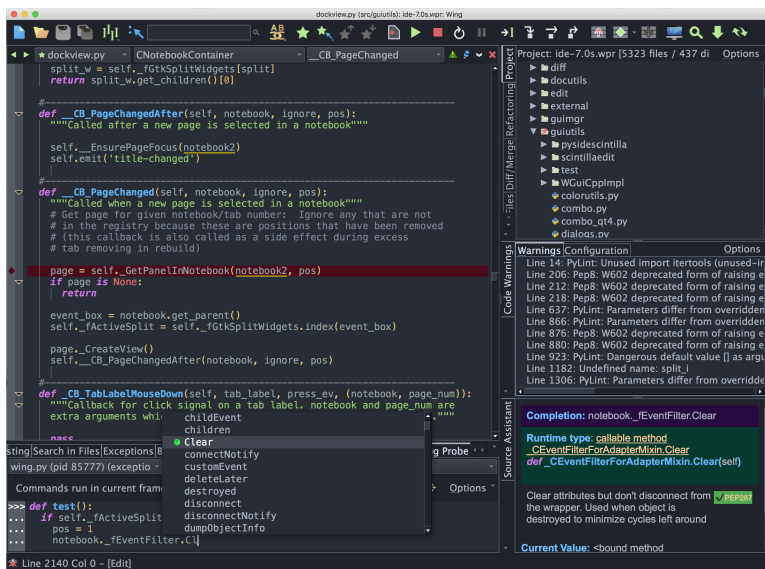 dockview.py (src/guiutils): ide-7.0s.wpr: Wing
dockview.py
CNotebookContainer
__CB_PageChanged
split_w = self._fGtkSplitWidgets[split]
return split_w.get_children()[0]
#
def __CB_PageChangedAfter(self, notebook, ignore, pos):
"""Called after a new page is selected in a notebook"""
self.__EnsurePageFocus(notebook2)
self.emit('title-changed')
#
def __CB_PageChanged(self, notebook, ignore, pos):
"""Called when a new page is selected in a notebook"""
# Get page for given notebook/tab number:  Ignore any that are not
# in the registry because these are positions that have been removed
# (this callback is also called as a side effect during excess
# tab removing in rebuild)
page = self._GetPanelInNotebook(notebook2, pos)
if page is None:
return
event_box = notebook.get_parent()
self._fActiveSplit = self._fGtkSplitWidgets.index(event_box)
page._CreateView()
self.__CB_PageChangedAfter(notebook, ignore, pos)
#
def _CB_TabLabelMouseDown(self, tab_label, press_ev, (notebook, page_num)):
"""Callback for click signal on a tab label. notebook and page_num are
extra arguments whi
."""
pass
childEvent
children
Clear
connectNotify
customEvent
deleteLater
destroyed
disconnect
disconnectNotify
dumpObjectInfo
sting Search in Files Exceptions B
g Probe
wing.py (pid 85777) (exceptio
Commands run in current fram
Options
>>> def test():
... if self._fActiveSplit
... pos = 1
... notebook._fEventFilter.Cl
Line 2140 Col 0 - [Edit]
Project
Refactoring
Diff/Merge
Files
Project: ide-7.0s.wpr [5323 files / 437 di
Options
diff
docutils
edit
external
guimgr
guiutils
pysidescintilla
scintillaedit
test
WGuiCppImpl
colorutils.py
combo.py
combo_qt4.py
dialogs.py
Code Warnings
Warnings
Configuration
Options
Line 14: PyLint: Unused import itertools (unused-ir
Line 206: Pep8: W602 deprecated form of raising e
Line 212: Pep8: W602 deprecated form of raising e
Line 218: Pep8: W602 deprecated form of raising e
Line 637: PyLint: Parameters differ from overridden
Line 866: PyLint: Parameters differ from overridden
Line 876: Pep8: W602 deprecated form of raising e
Line 880: Pep8: W602 deprecated form of raising e
Line 923: PyLint: Dangerous default value [] as argu
Line 1182: Undefined name: split_i
Line 1306: PyLint: Parameters differ from overridde
Source Assistant
Completion: notebook._fEventFilter.Clear
Runtime type: callable method
_CEventFilterForAdapterMixin.Clear
def _CEventFilterForAdapterMixin.Clear(self)
Clear attributes but don't disconnect from
the wrapper. Used when object is
destroyed to minimize cycles left around
PEP287
Current Value: <bound method